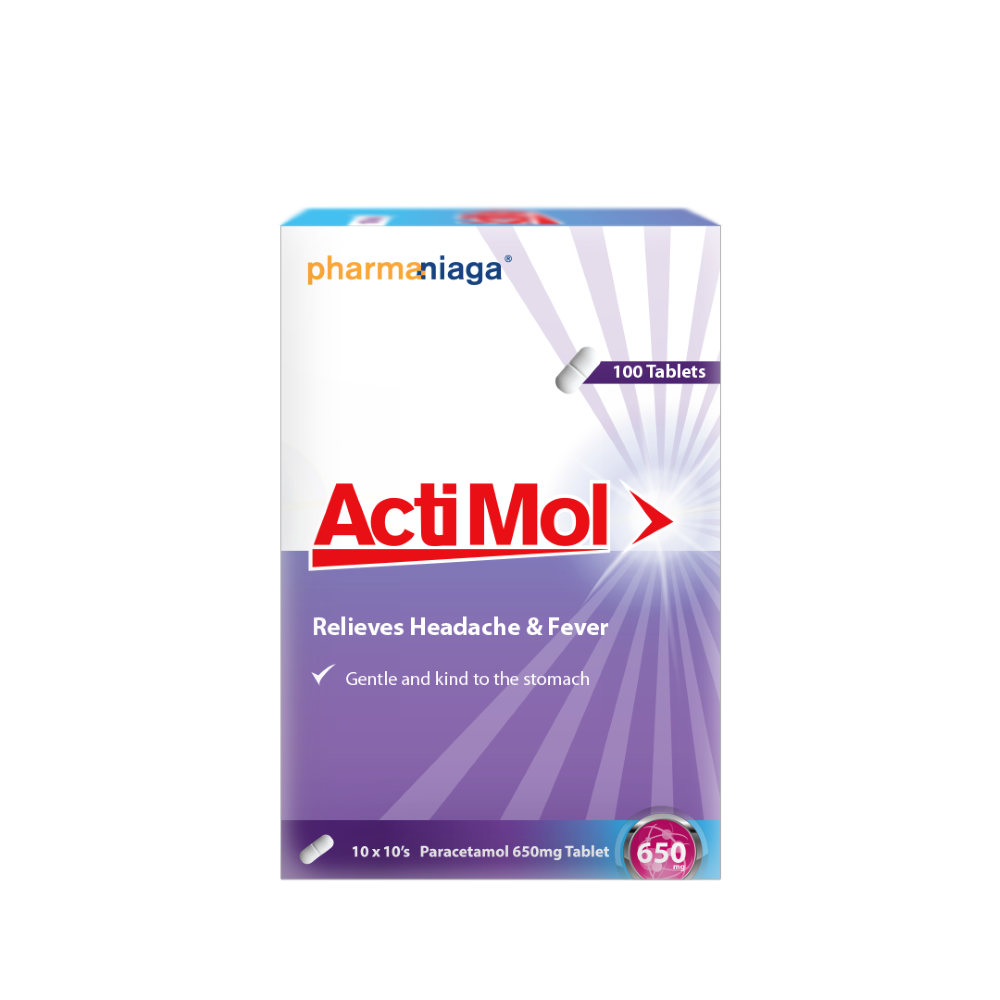 pharmaniaga®
100 Tablets
ActiMol
Relieves Headache & Fever
Gentle and kind to the stomach
10 x 10's Paracetamol 650mg Tablet
650
mg